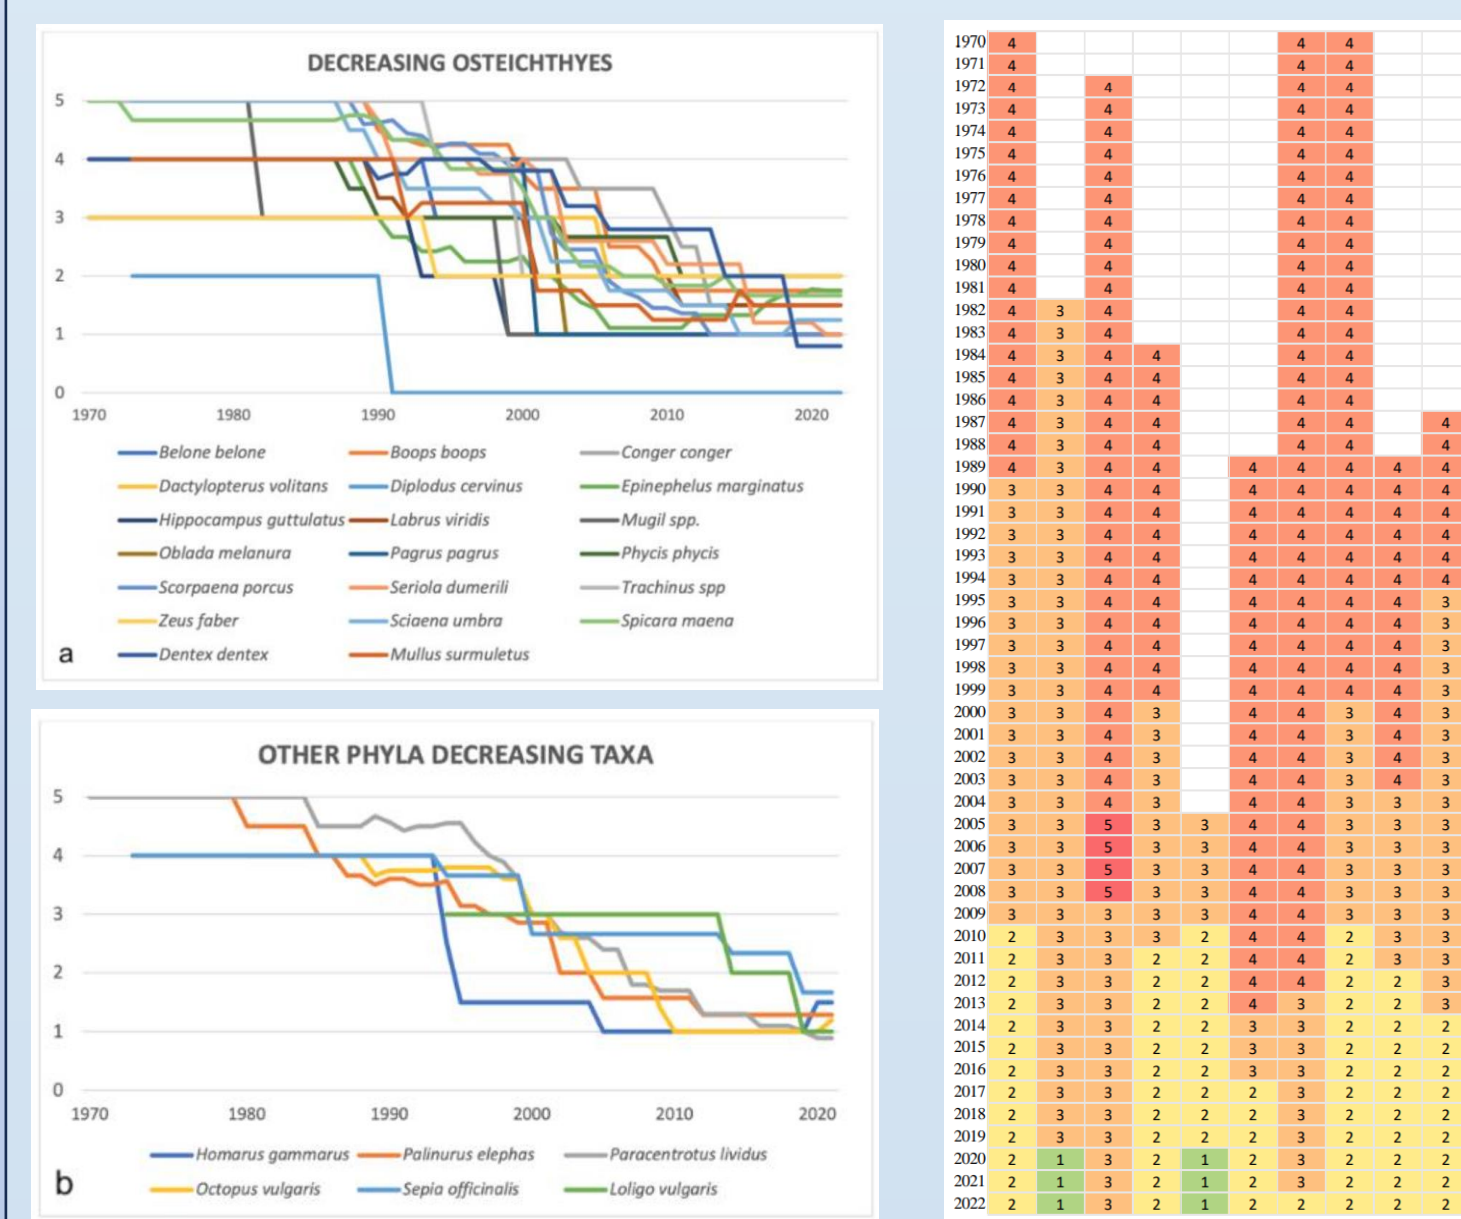 DECREASING OSTEICHTHYES
5
4
3
2
1
0
1970 1980 1990 2000 2010 2020
Belone belone Boops boops Conger conger
Dactylopterus volitans Diplodus cervinus Epinephelus marginatus
Hippocampus guttulatus Labrus viridis Mugil spp.
Oblada melanura Pagrus pagrus Phycis phycis
Scorpaena porcus Seriola dumerili Trachinus spp
Zeus faber Sciaena umbra Spicara maena
a Dentex dentex Mullus surmuletus
OTHER PHYLA DECREASING TAXA
5
4
3
2
1
0
1970 1980 1990 2000 2010 2020
Homarus gammarus Palinurus elephas Paracentrotus lividus
b Octopus vulgaris Sepia officinalis Loligo vulgaris
1970 4 4 4
1971 4 4 4
1972 4 4 4 4
1973 4 4 4 4
1974 4 4 4 4
1975 4 4 4 4
1976 4 4 4 4
1977 4 4 4 4
1978 4 4 4 4
1979 4 4 4 4
1980 4 4 4 4
1981 4 4 4 4
1982 4 3 4 4 4
1983 4 3 4 4 4
1984 4 3 4 4 4 4
1985 4 3 4 4 4 4
1986 4 3 4 4 4 4
1987 4 3 4 4 4 4 4
1988 4 3 4 4 4 4 4
1989 4 3 4 4 4 4 4 4 4
1990 3 3 4 4 4 4 4 4 4
1991 3 3 4 4 4 4 4 4 4
1992 3 3 4 4 4 4 4 4 4
1993 3 3 4 4 4 4 4 4 4
1994 3 3 4 4 4 4 4 4 4
1995 3 3 4 4 4 4 4 4 3
1996 3 3 4 4 4 4 4 4 3
1997 3 3 4 4 4 4 4 4 3
1998 3 3 4 4 4 4 4 4 3
1999 3 3 4 4 4 4 4 4 3
2000 3 3 4 3 4 4 3 4 3
2001 3 3 4 3 4 4 3 4 3
2002 3 3 4 3 4 4 3 4 3
2003 3 3 4 3 4 4 3 4 3
2004 3 3 4 3 4 4 3 3 3
2005 3 3 5 3 3 4 4 3 3 3
2006 3 3 5 3 3 4 4 3 3 3
2007 3 3 5 3 3 4 4 3 3 3
2008 3 3 5 3 3 4 4 3 3 3
2009 3 3 3 3 3 4 4 3 3 3
2010 2 3 3 3 2 4 4 2 3 3
2011 2 3 3 2 2 4 4 2 3 3
2012 2 3 3 2 2 4 4 2 2 3
2013 2 3 3 2 2 4 3 2 2 3
2014 2 3 3 2 2 3 3 2 2 2
2015 2 3 3 2 2 3 3 2 2 2
2016 2 3 3 2 2 3 3 2 2 2
2017 2 3 3 2 2 2 3 2 2 2
2018 2 3 3 2 2 2 3 2 2 2
2019 2 3 3 2 2 2 3 2 2 2
2020 2 1 3 2 1 2 3 2 2 2
2021 2 1 3 2 1 2 3 2 2 2
2022 2 1 3 2 1 2 2 2 2 2